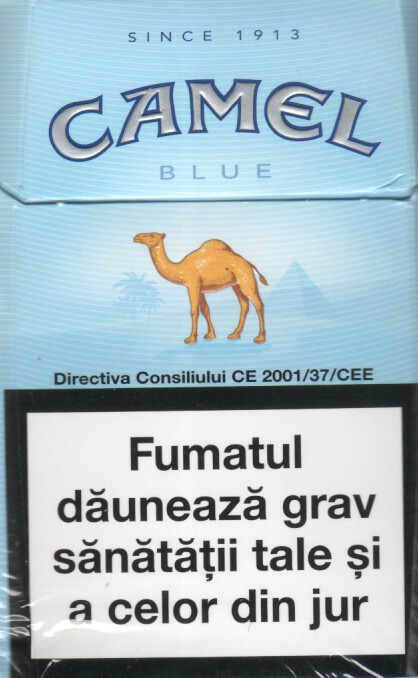 SINCE 1913
CAMEL
BLUE
Directiva Consiliului CE 2001/37/CEE
Fumatul
dăunează grav
sănătății tale și
a celor din jur